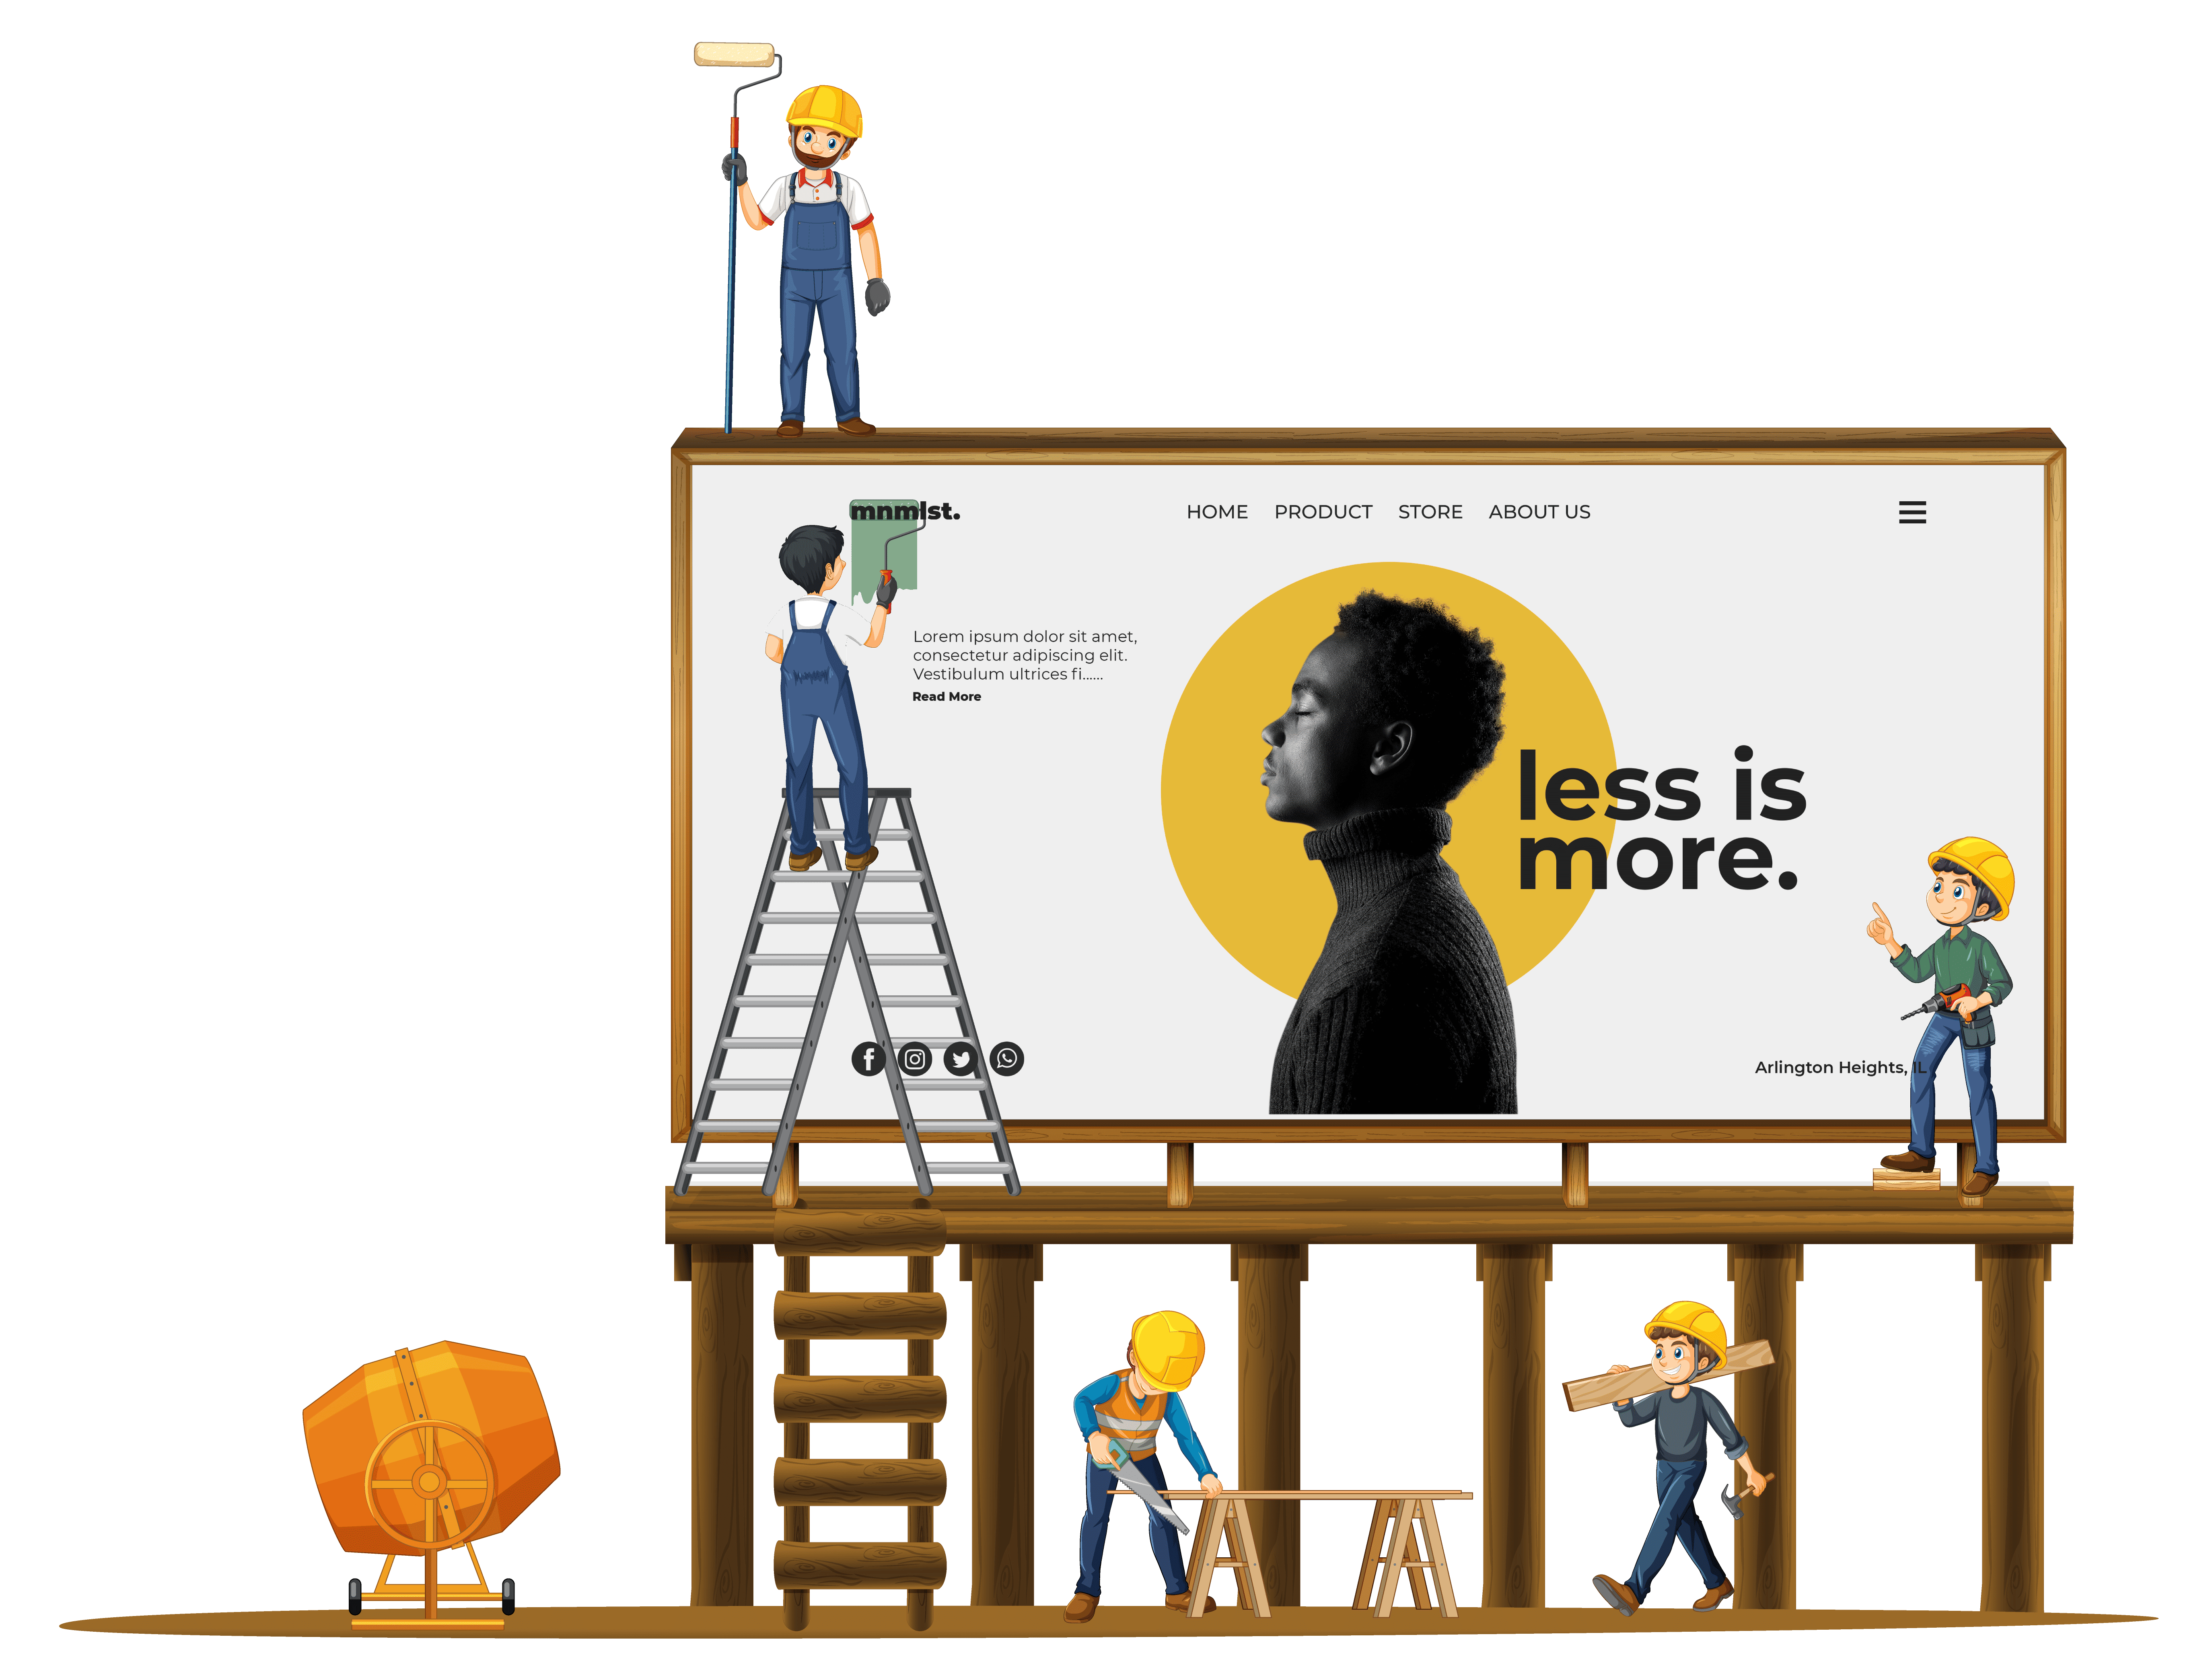 mnmlst.
HOME PRODUCT STORE ABOUT US
Lorem ipsum dolor sit amet,
consectetur adipiscing elit.
Vestibulum ultrices fi......
Read More
less is
more.
Arlington Heights, IL